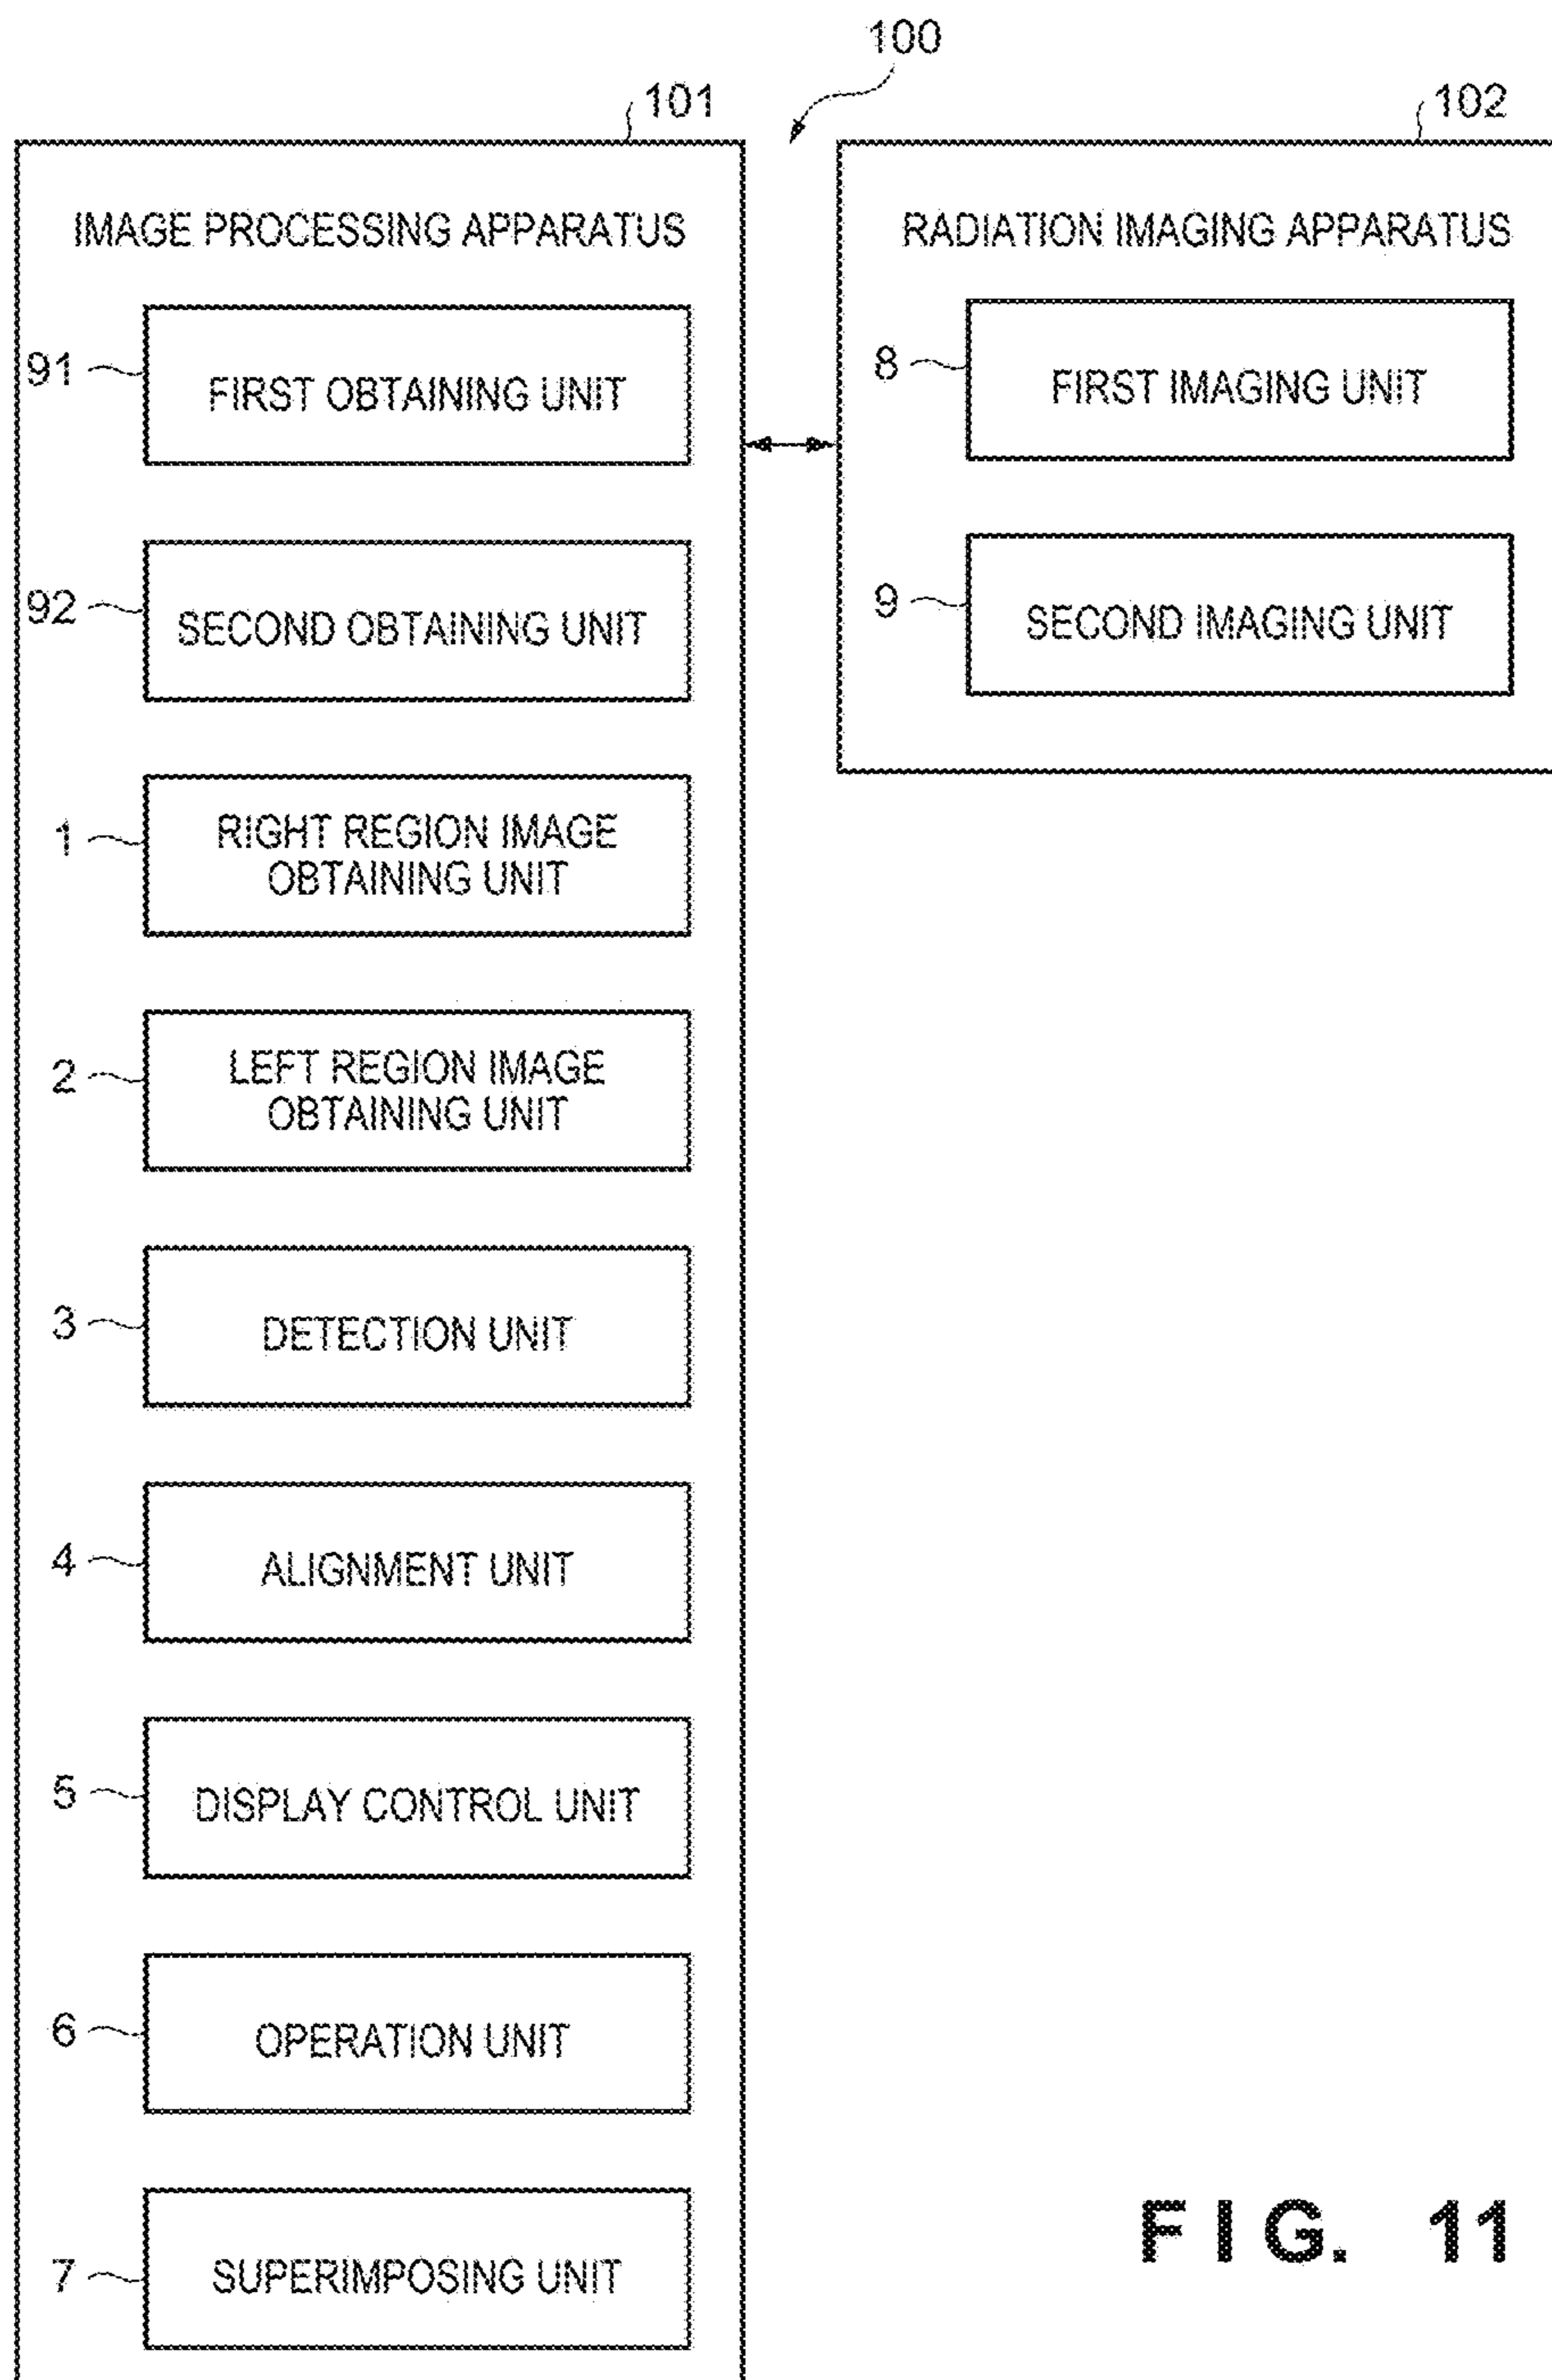 100
101
102
IMAGE PROCESSING APPARATUS
91
FIRST OBTAINING UNIT
92
SECOND OBTAINING UNIT
1
RIGHT REGION IMAGE
OBTAINING UNIT
2
LEFT REGION IMAGE
OBTAINING UNIT
3
DETECTION UNIT
4
ALIGNMENT UNIT
5
DISPLAY CONTROL UNIT
6
OPERATION UNIT
7
SUPERIMPOSING UNIT
RADIATION IMAGING APPARATUS
8
FIRST IMAGING UNIT
9
SECOND IMAGING UNIT
FIG. 11